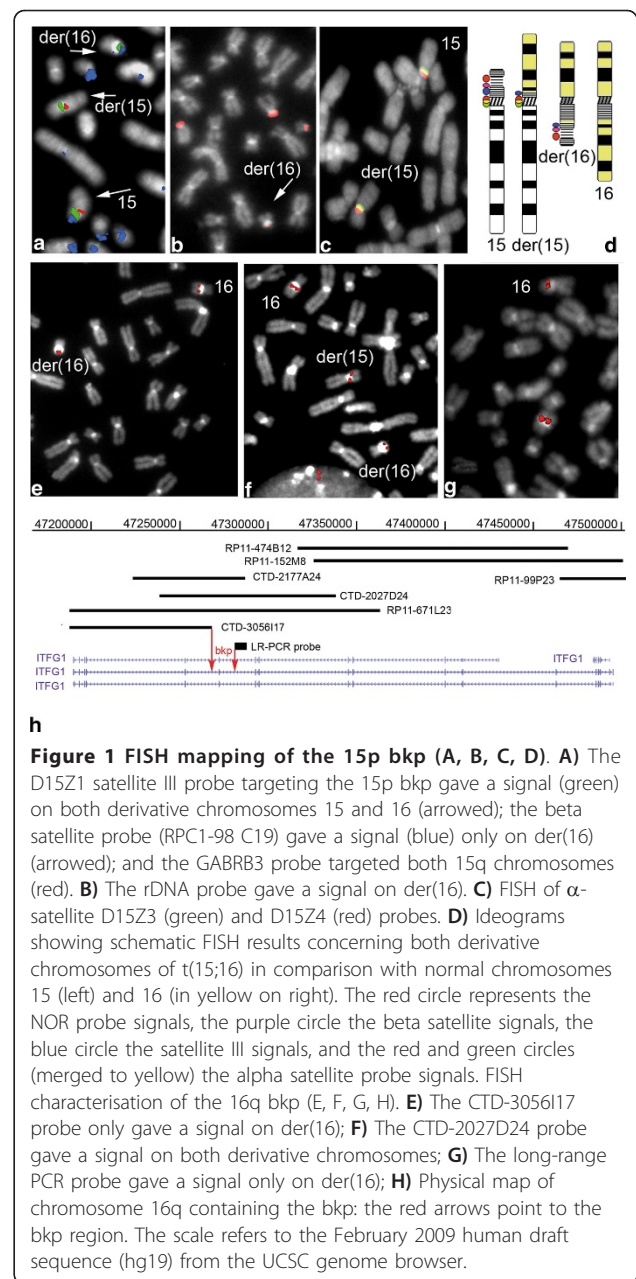 der(16)
der(15)
15
a
der(16)
b
15
der(15)
c
15 der(15)
der(16)
16
d
16
der(16)
e
16
der(15)
der(16)
f
16
g
47200000 47250000 47300000 47350000 47400000 47450000 47500000
RP11-474B12
RP11-152M8
CTD-2177A24
RP11-99P23
CTD-2027D24
RP11-671L23
CTD-3056I17
bkp
LR-PCR probe
ITFG1
ITFG1
ITFG1
ITFG1
h
Figure 1 FISH mapping of the 15p bkp (A, B, C, D). A) The
D15Z1 satellite III probe targeting the 15p bkp gave a signal (green)
on both derivative chromosomes 15 and 16 (arrowed); the beta
satellite probe (RPC1-98 C19) gave a signal (blue) only on der(16)
(arrowed); and the GABRB3 probe targeted both 15q chromosomes
(red). B) The rDNA probe gave a signal on der(16). C) FISH of α-
satellite D15Z3 (green) and D15Z4 (red) probes. D) Ideograms
showing schematic FISH results concerning both derivative
chromosomes of t(15;16) in comparison with normal chromosomes
15 (left) and 16 (in yellow on right). The red circle represents the
NOR probe signals, the purple circle the beta satellite signals, the
blue circle the satellite III signals, and the red and green circles
(merged to yellow) the alpha satellite probe signals. FISH
characterisation of the 16q bkp (E, F, G, H). E) The CTD-3056I17
probe only gave a signal on der(16); F) The CTD-2027D24 probe
gave a signal on both derivative chromosomes; G) The long-range
PCR probe gave a signal only on der(16); H) Physical map of
chromosome 16q containing the bkp: the red arrows point to the
bkp region. The scale refers to the February 2009 human draft
sequence (hg19) from the UCSC genome browser.